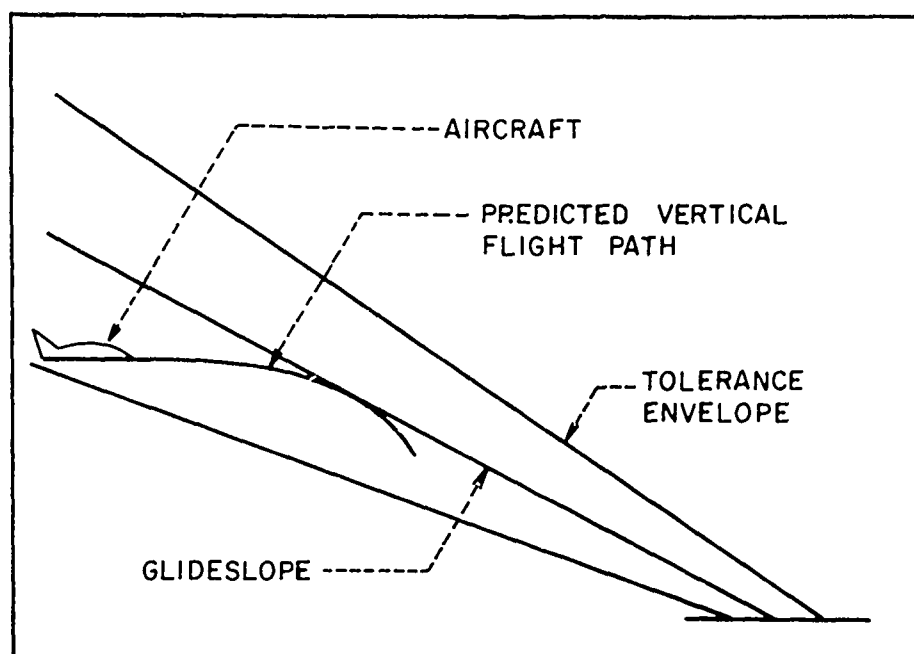 AIRCRAFT
PREDICTED VERTICAL
FLIGHT PATH
TOLERANCE
ENVELOPE
GLIDESLOPE